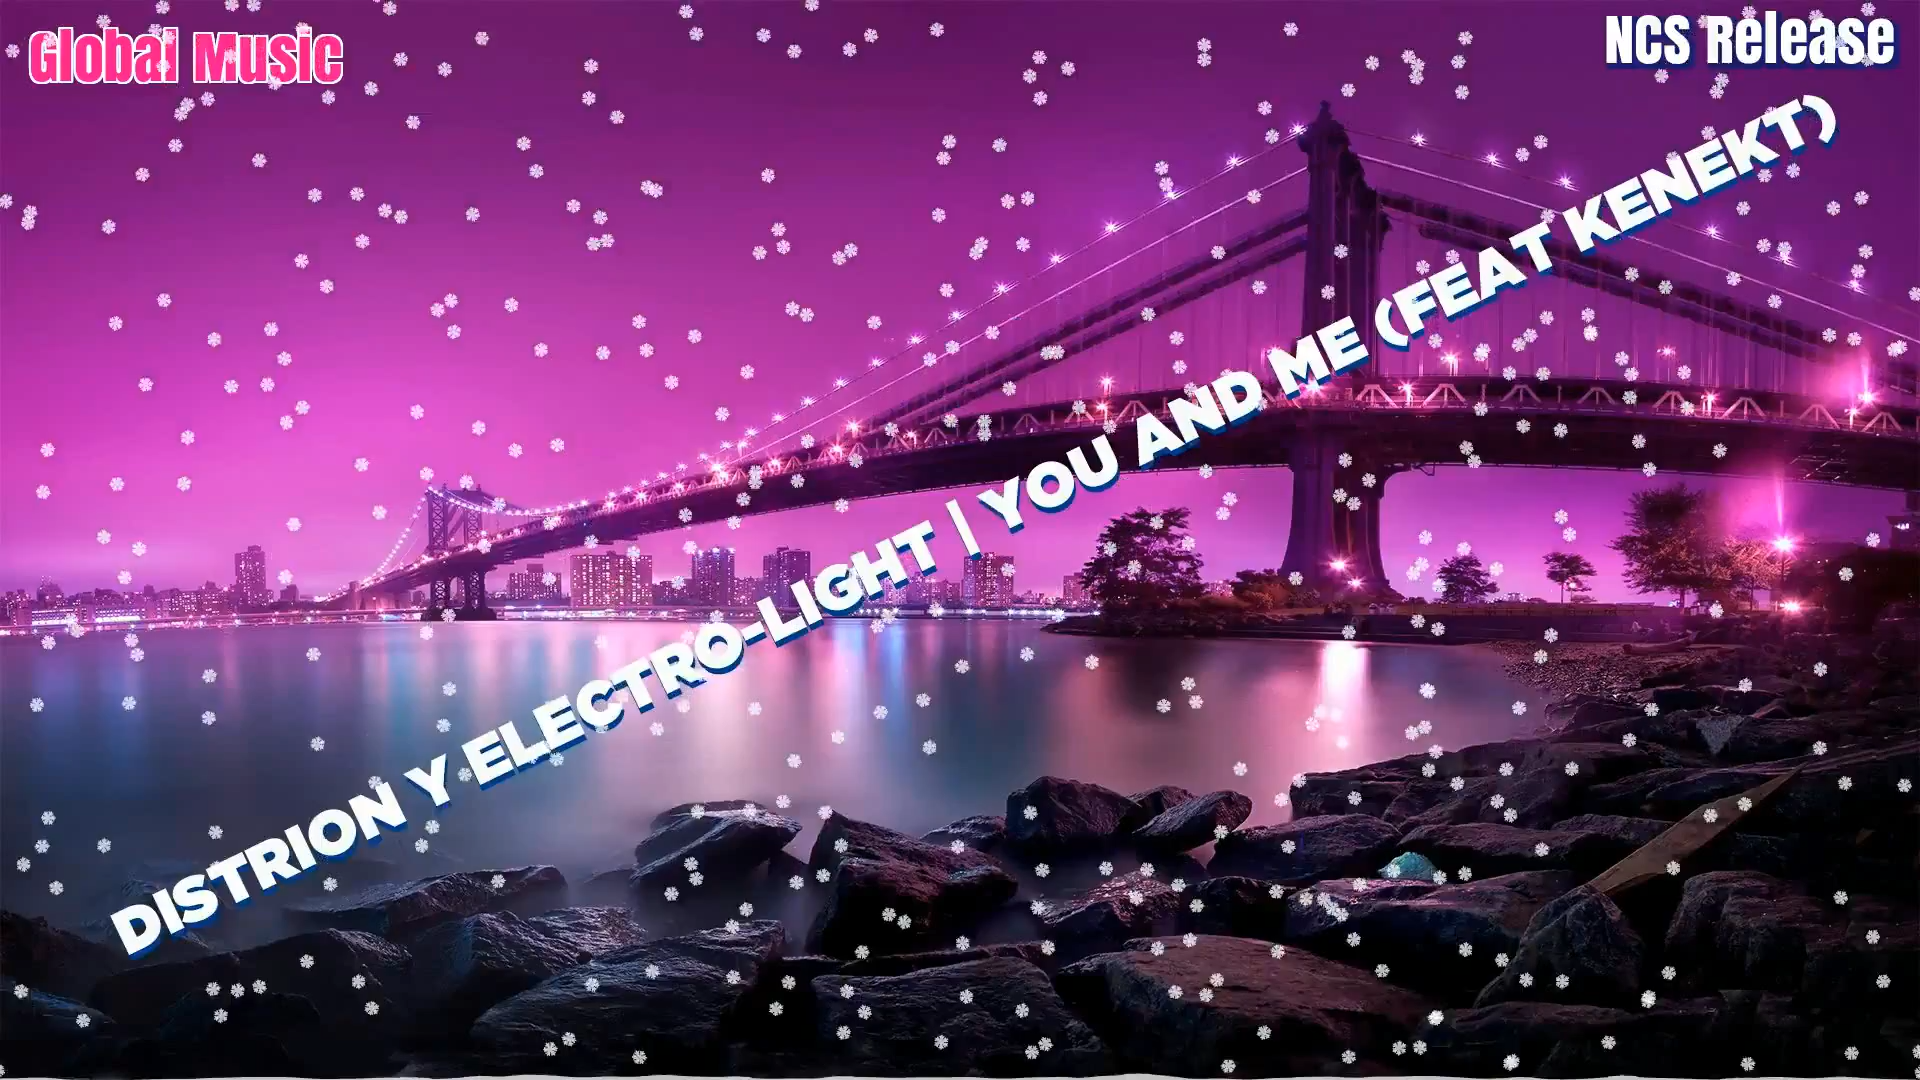 Global Music
NCS Release
DISTRION Y ELECTRO-LIGHT | YOU AND ME (FEAT KENEKT)